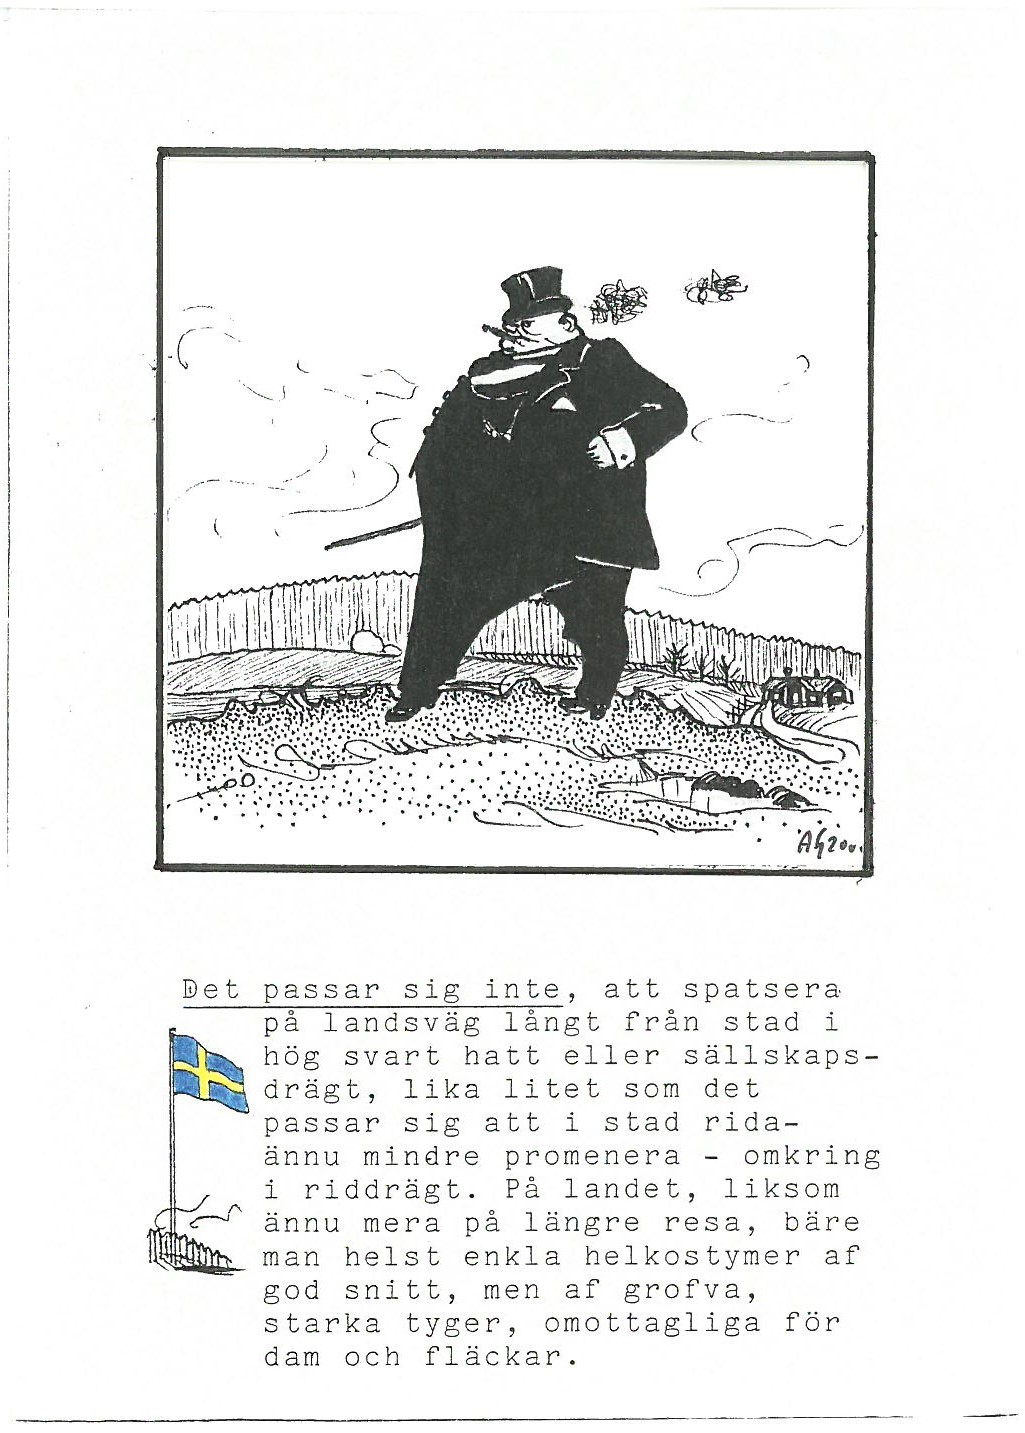 AG 2000.
Det passar sig inte, att spatsera
på landsväg långt från stad i
hög svart hatt eller sällskaps-
drägt, lika litet som det
passar sig att i stad rida-
ännu mindre promenera - omkring
i riddrägt. På landet, liksom
ännu mera på längre resa, bäre
man helst enkla helkostymer af
god snitt, men af grofva,
starka tyger, omottagliga för
dam och fläckar.